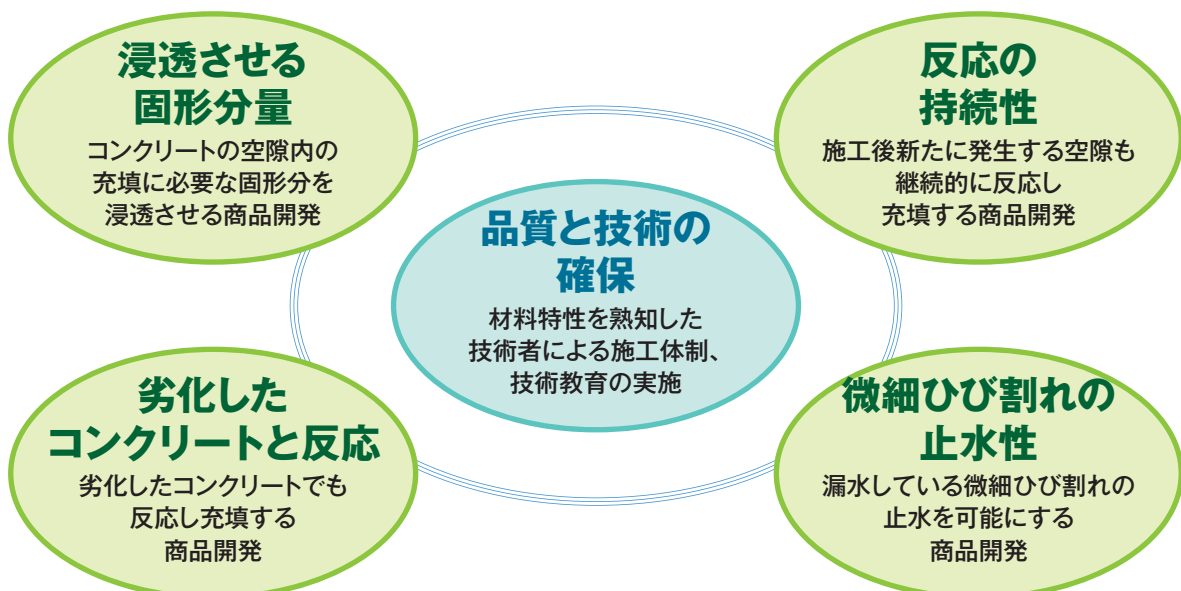 浸透させる
固形分量
コンクリートの空隙内の
充填に必要な固形分を
浸透させる商品開発
反応の
持続性
施工後新たに発生する空隙も
継続的に反応し
充填する商品開発
品質と技術の
確保
材料特性を熟知した
技術者による施工体制、
技術教育の実施
劣化した
コンクリートと反応
劣化したコンクリートでも
反応し充填する
商品開発
微細ひび割れの
止水性
漏水している微細ひび割れの
止水を可能にする
商品開発